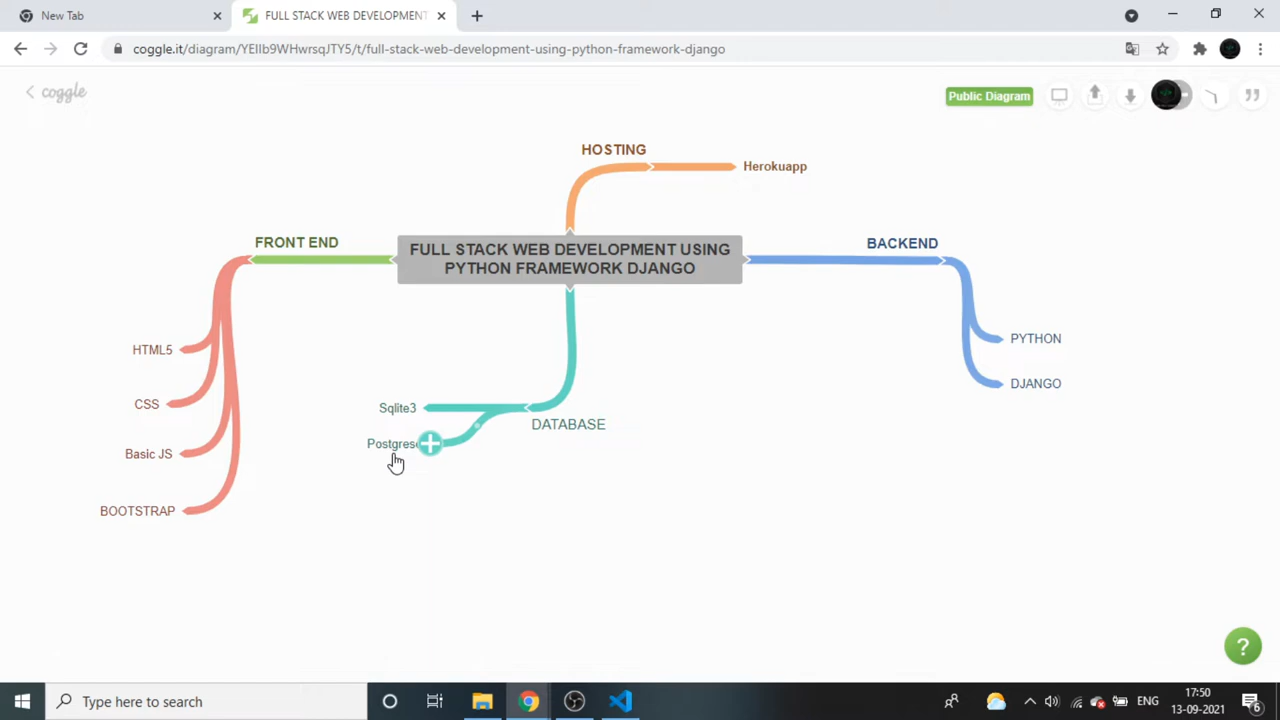 New Tab
FULL STACK WEB DEVELOPMENT
coggle.it/diagram/YEIIb9WHwrsqJTY5/t/full-stack-web-development-using-python-framework-django
coggle
Public Diagram
HOSTING
Herokuapp
FRONT END
FULL STACK WEB DEVELOPMENT USING
PYTHON FRAMEWORK DJANGO
BACKEND
HTML5
PYTHON
CSS
DJANGO
Sqlite3
DATABASE
Postgres
Basic JS
BOOTSTRAP
?
Type here to search
ENG
17:50
13-09-2021
6